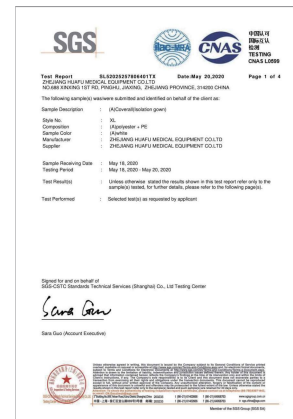 SGS
ilac-MRA
CNAS
中国认可
国际互认
检测
TESTING
CNAS L0599
Test Report SL52025257806401TX Date:May 20,2020 Page 1 of 4
ZHEJIANG HUAFU MEDICAL EQUIPMENT CO.,LTD
NO.688 XINXING 1ST RD, PINGHU, JIAXING, ZHEJIANG PROVINCE, 314200 CHINA
The following sample(s) was/were submitted and identified on behalf of the client as:
Sample Description : (A)Coverall(isolation gown)
Style No. : XL
Composition : (A)polyester + PE
Sample Color : (A)white
Manufacturer : ZHEJIANG HUAFU MEDICAL EQUIPMENT CO.LTD
Supplier : ZHEJIANG HUAFU MEDICAL EQUIPMENT CO.LTD
Sample Receiving Date : May 18, 2020
Testing Period : May 18, 2020 - May 20, 2020
Test Result(s) : Unless otherwise stated the results shown in this test report refer only to the
sample(s) tested, for further details, please refer to the following page(s).
Test Performed : Selected test(s) as requested by applicant
Signed for and on behalf of
SGS-CSTC Standards Technical Services (Shanghai) Co., Ltd Testing Center
Sara Guo
Sara Guo (Account Executive)
Member of the SGS Group (SGS SA)